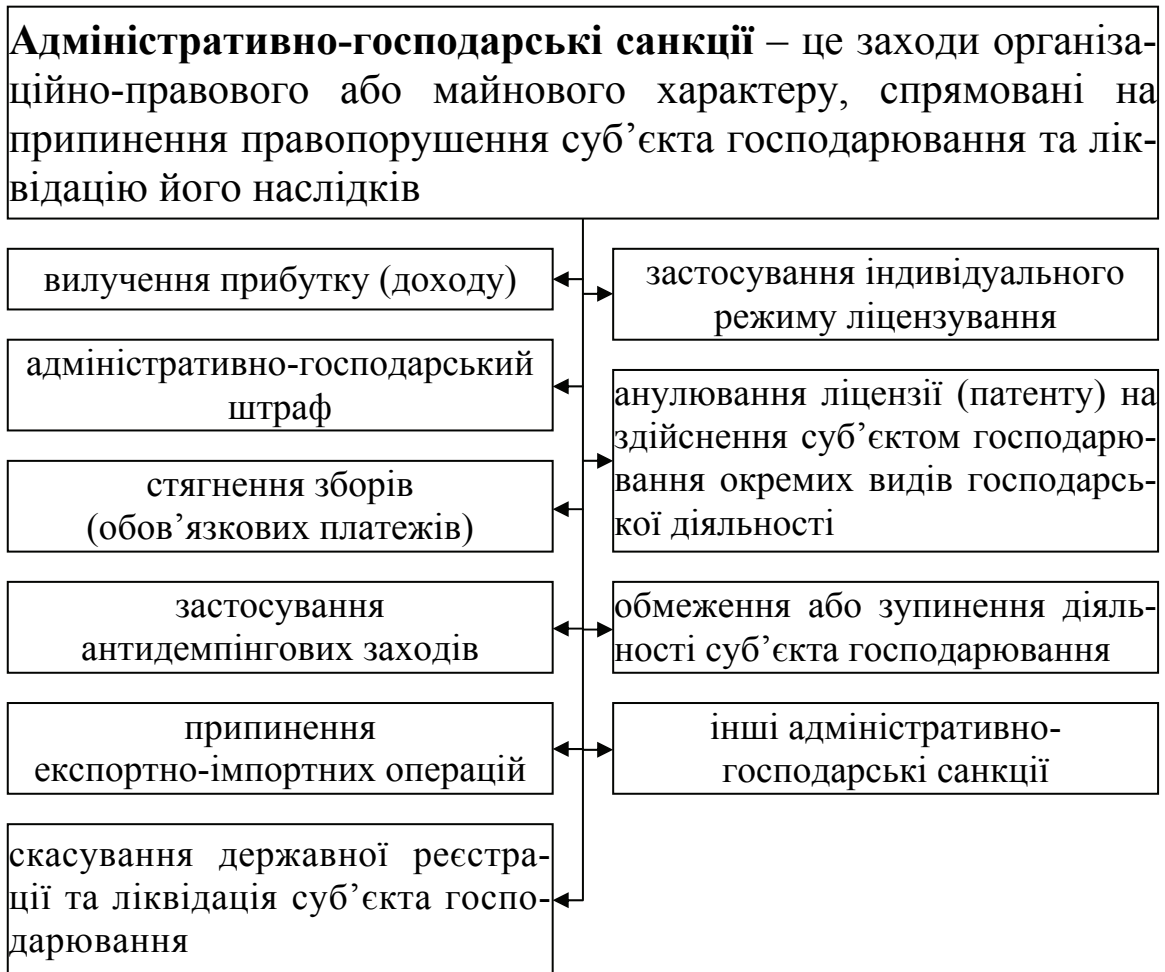 Адміністративно-господарські санкції – це заходи організа-
ційно-правового або майнового характеру, спрямовані на
припинення правопорушення суб’єкта господарювання та лік-
відацію його наслідків
вилучення прибутку (доходу)
адміністративно-господарський
штраф
стягнення зборів
(обов’язкових платежів)
застосування
антидемпінгових заходів
припинення
експортно-імпортних операцій
скасування державної реєстра-
ції та ліквідація суб’єкта госпо-
дарювання
застосування індивідуального
режиму ліцензування
анулювання ліцензії (патенту) на
здійснення суб’єктом господарю-
вання окремих видів господарсь-
кої діяльності
обмеження або зупинення діяль-
ності суб’єкта господарювання
інші адміністративно-
господарські санкції